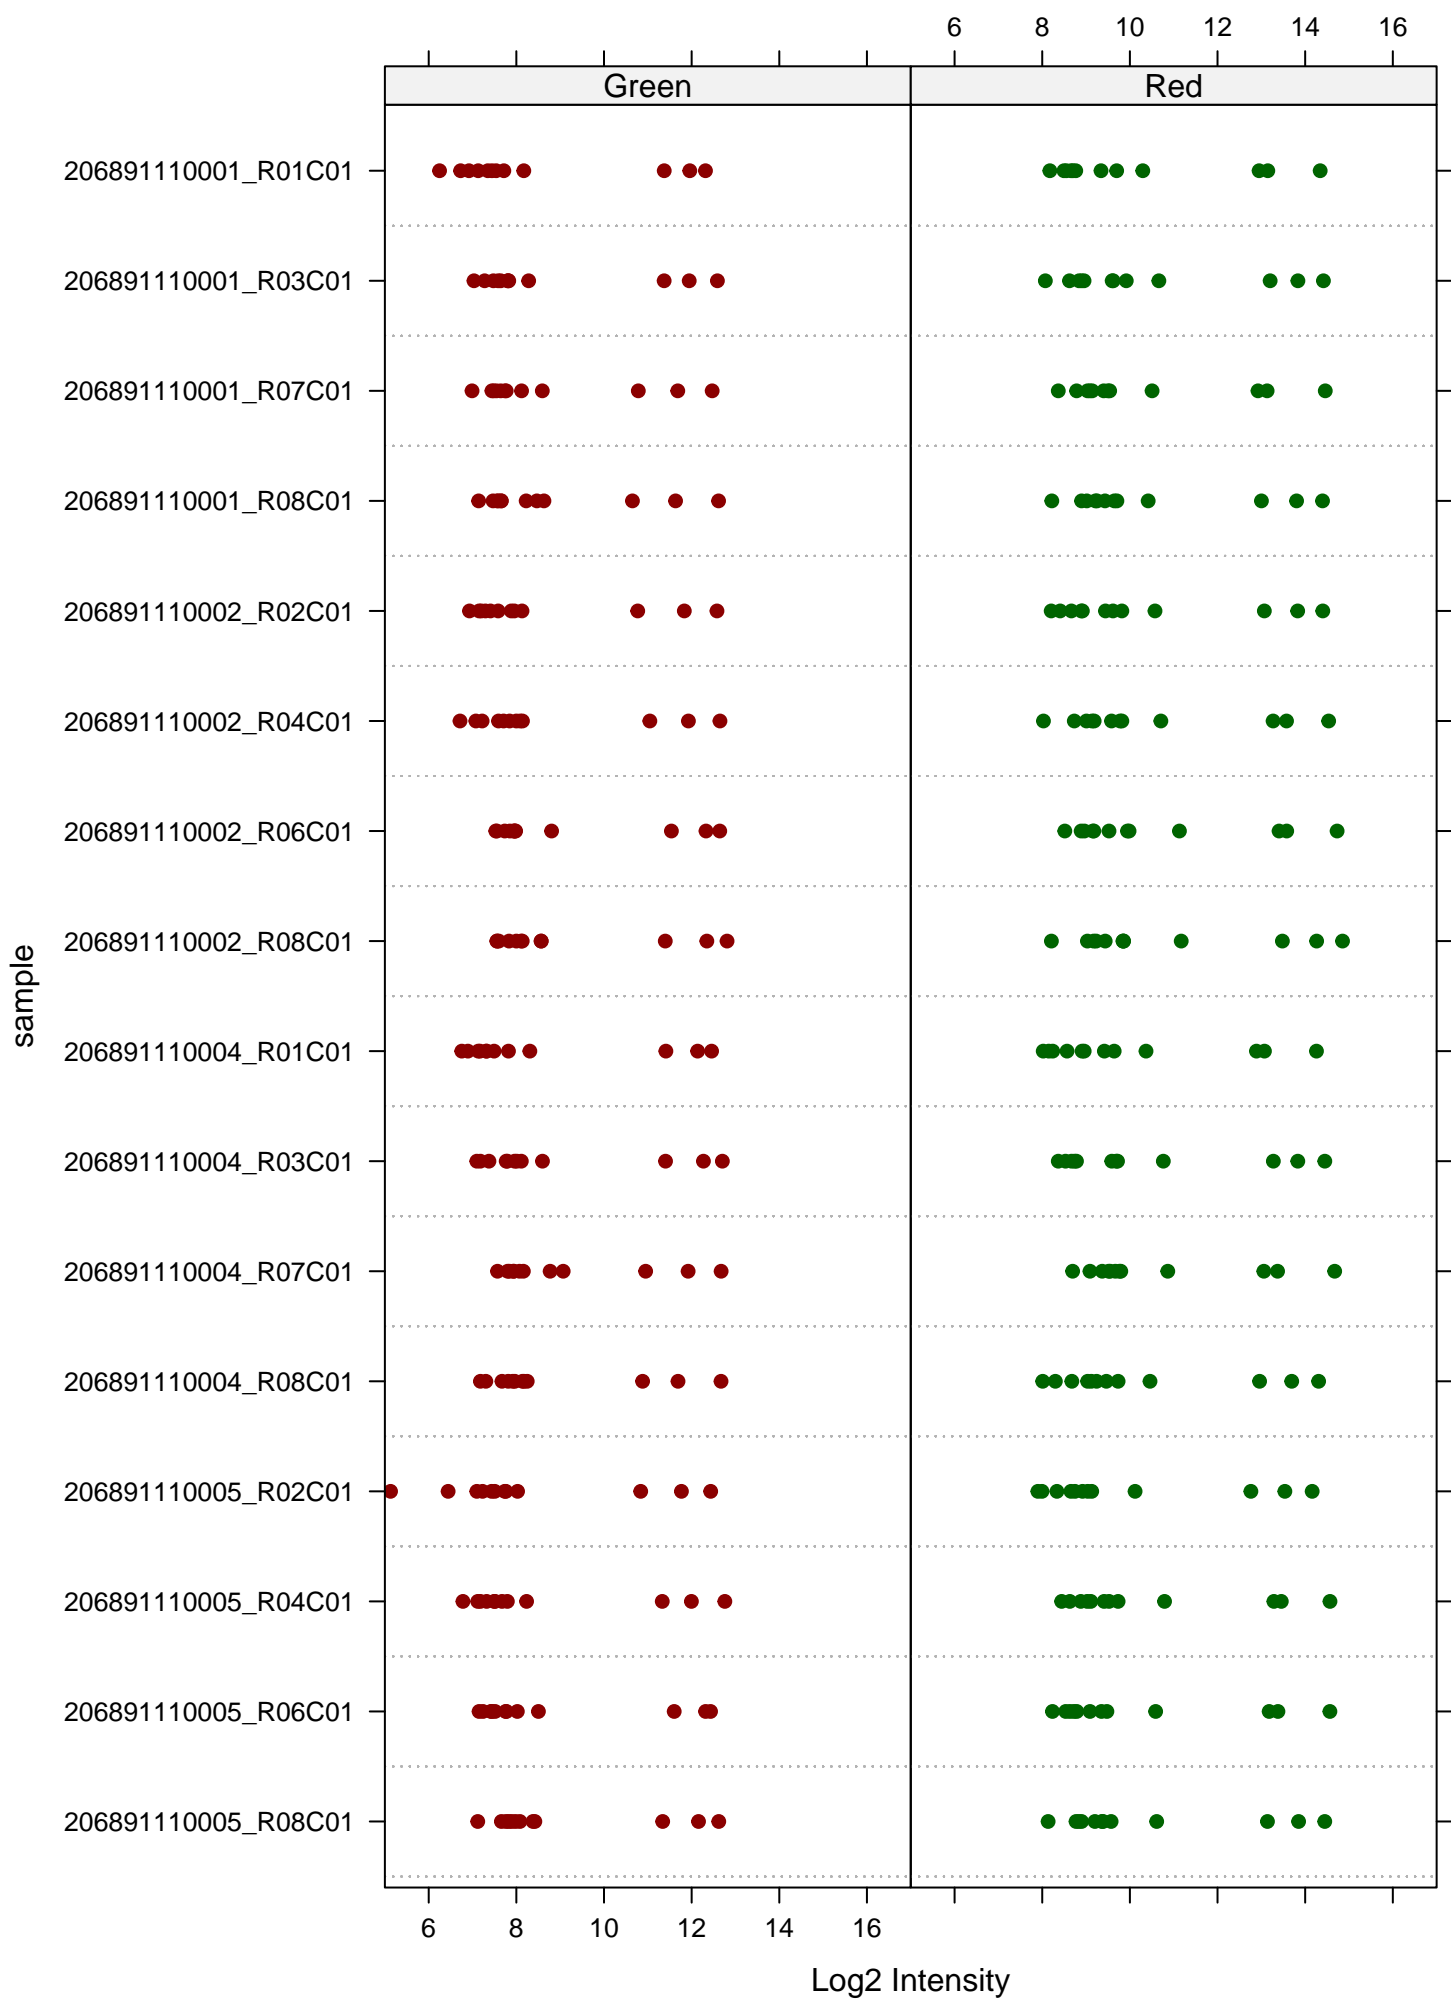 6 8 10 12 14 16
Green Red
206891110001_R01C01
206891110001_R03C01
206891110001_R07C01
206891110001_R08C01
206891110002_R02C01
206891110002_R04C01
206891110002_R06C01
206891110002_R08C01
206891110004_R01C01
206891110004_R03C01
206891110004_R07C01
206891110004_R08C01
206891110005_R02C01
206891110005_R04C01
206891110005_R06C01
206891110005_R08C01
sample
6 8 10 12 14 16
Log2 Intensity